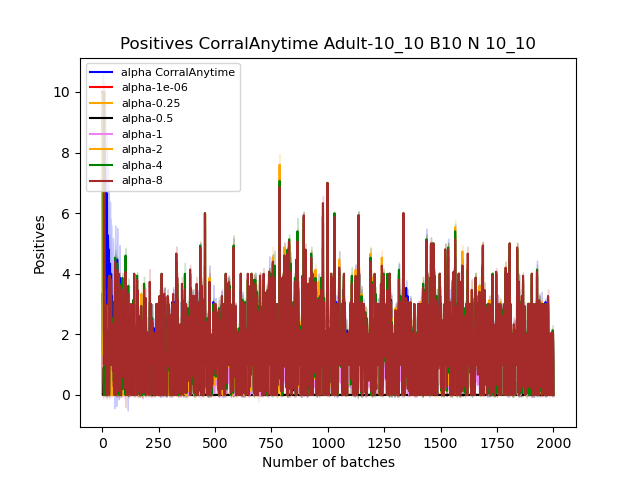 Positives CorralAnytime Adult-10_10 B10 N 10_10
alpha CorralAnytime
alpha-1e-06
alpha-0.25
alpha-0.5
alpha-1
alpha-2
alpha-4
alpha-8
Positives
10
8
6
4
2
0
0 250 500 750 1000 1250 1500 1750 2000
Number of batches